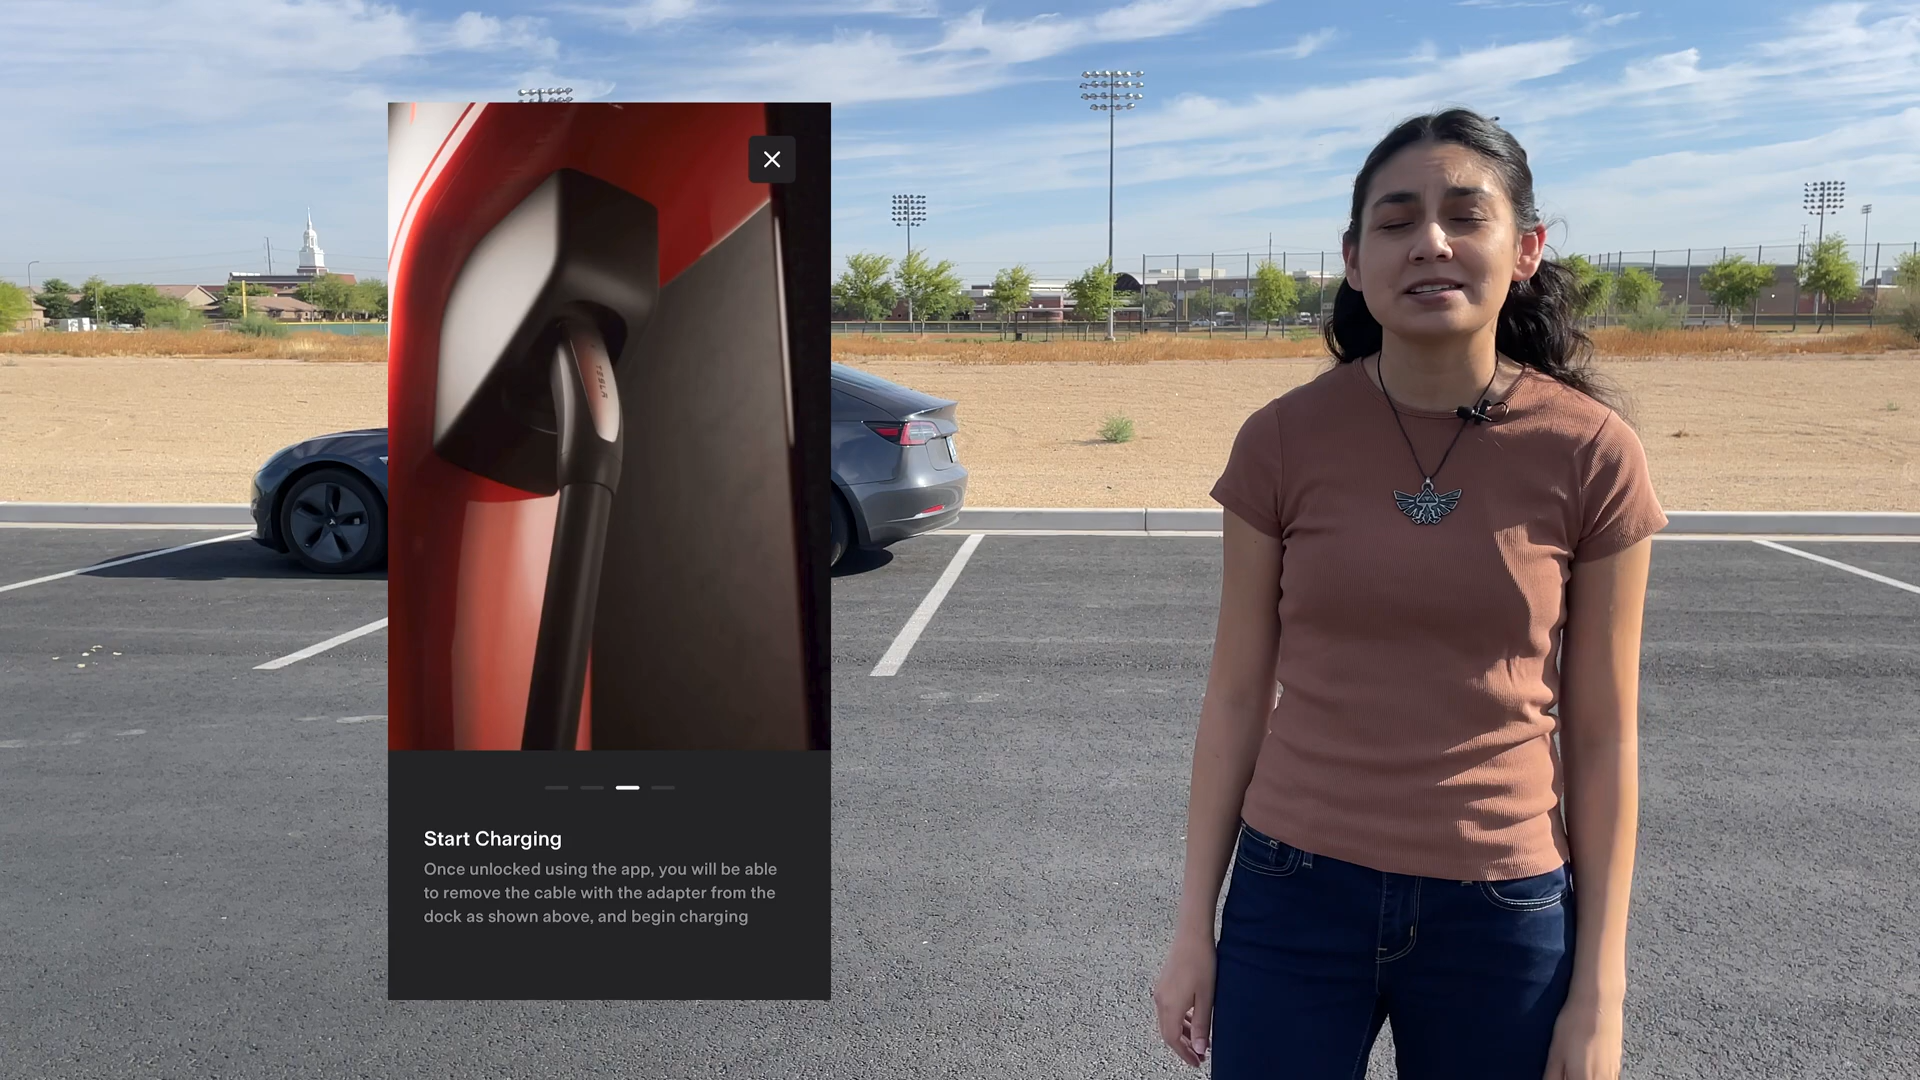 TESLA
Start Charging
Once unlocked using the app, you will be able
to remove the cable with the adapter from the
dock as shown above, and begin charging